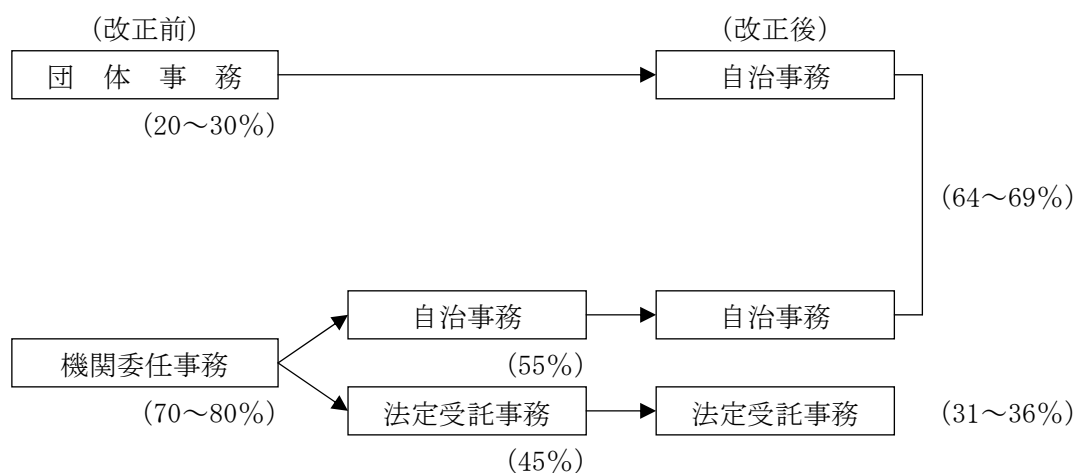 (改正前) (改正後)
団 体 事 務 自治事務
(20～30%)
(64～69%)
自治事務 自治事務
機関委任事務 (55%)
(70～80%) 法定受託事務 法定受託事務 (31～36%)
(45%)